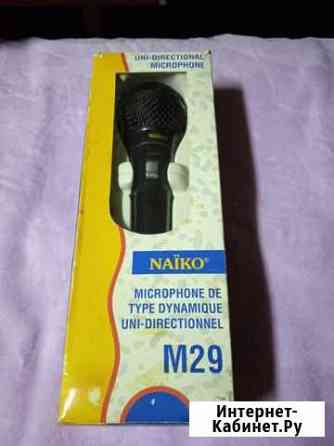 UNI-DIRECTIONAL
MICROPHONE
NAÏKO®
MICROPHONE DE
TYPE DYNAMIQUE
UNI-DIRECTIONNEL
M29
Интернет-
Кабинет.Ру